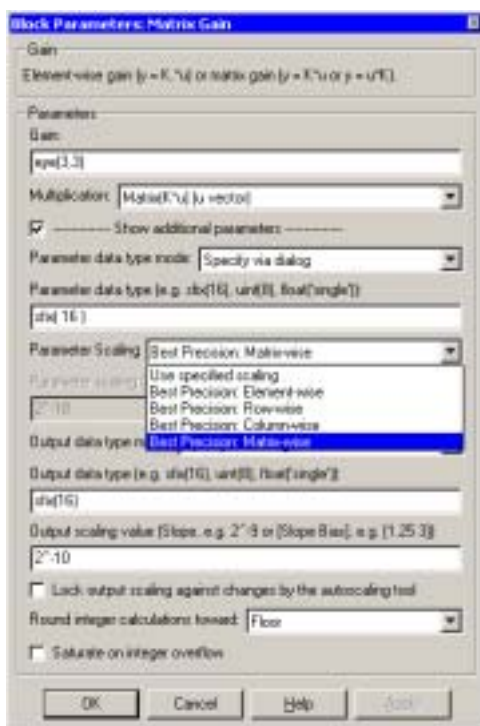 Block Parameters: Matrix Gain
Gain
Element-wise gain (y = K.*u) or matrix gain (y = K*u or y = u*K).
Parameters
Gain:
eye(3,3)
Multiplication: Matrix(K*u) (u vector)
---------- Show additional parameters ----------
Parameter data type mode: Specify via dialog
Parameter data type (e.g. sfix(16), uint(8), float('single')):
sfix( 16 )
Parameter Scaling: Best Precision: Matrix-wise
Parameter scaling
Use specified scaling
Best Precision: Element-wise
2^-10
Best Precision: Row-wise
Best Precision: Column-wise
Output data type m Best Precision: Matrix-wise
Output data type (e.g. sfix(16), uint(8), float('single')):
sfix(16)
Output scaling value (Slope, e.g. 2^-9 or [Slope Bias], e.g. [1.25 3])
2^-10
Lock output scaling against changes by the autoscaling tool
Round integer calculations toward: Floor
Saturate on integer overflow
OK Cancel Help Apply